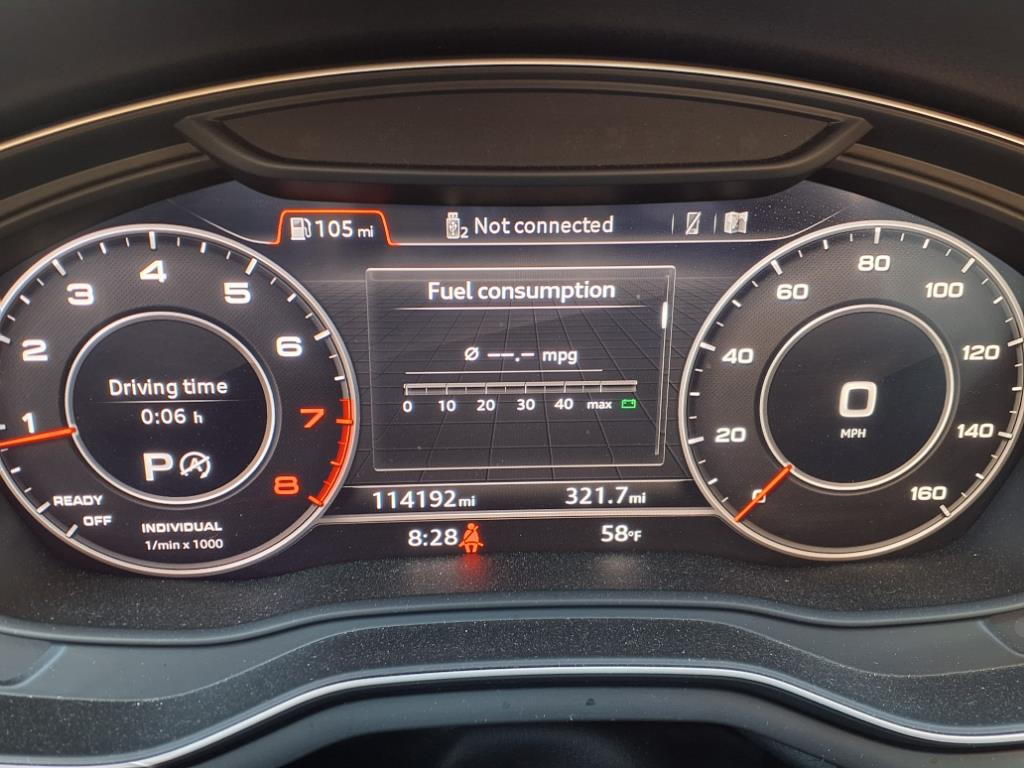 105 mi
2 Not connected
1
2
3
4
5
6
7
8
Driving time
0:06 h
P A
READY
OFF
INDIVIDUAL
1/min x 1000
Fuel consumption
Ø --.- mpg
0 10 20 30 40 max
114192 mi 321.7 mi
8:28 58°F
0
20
40
60
80
100
120
140
160
0
MPH